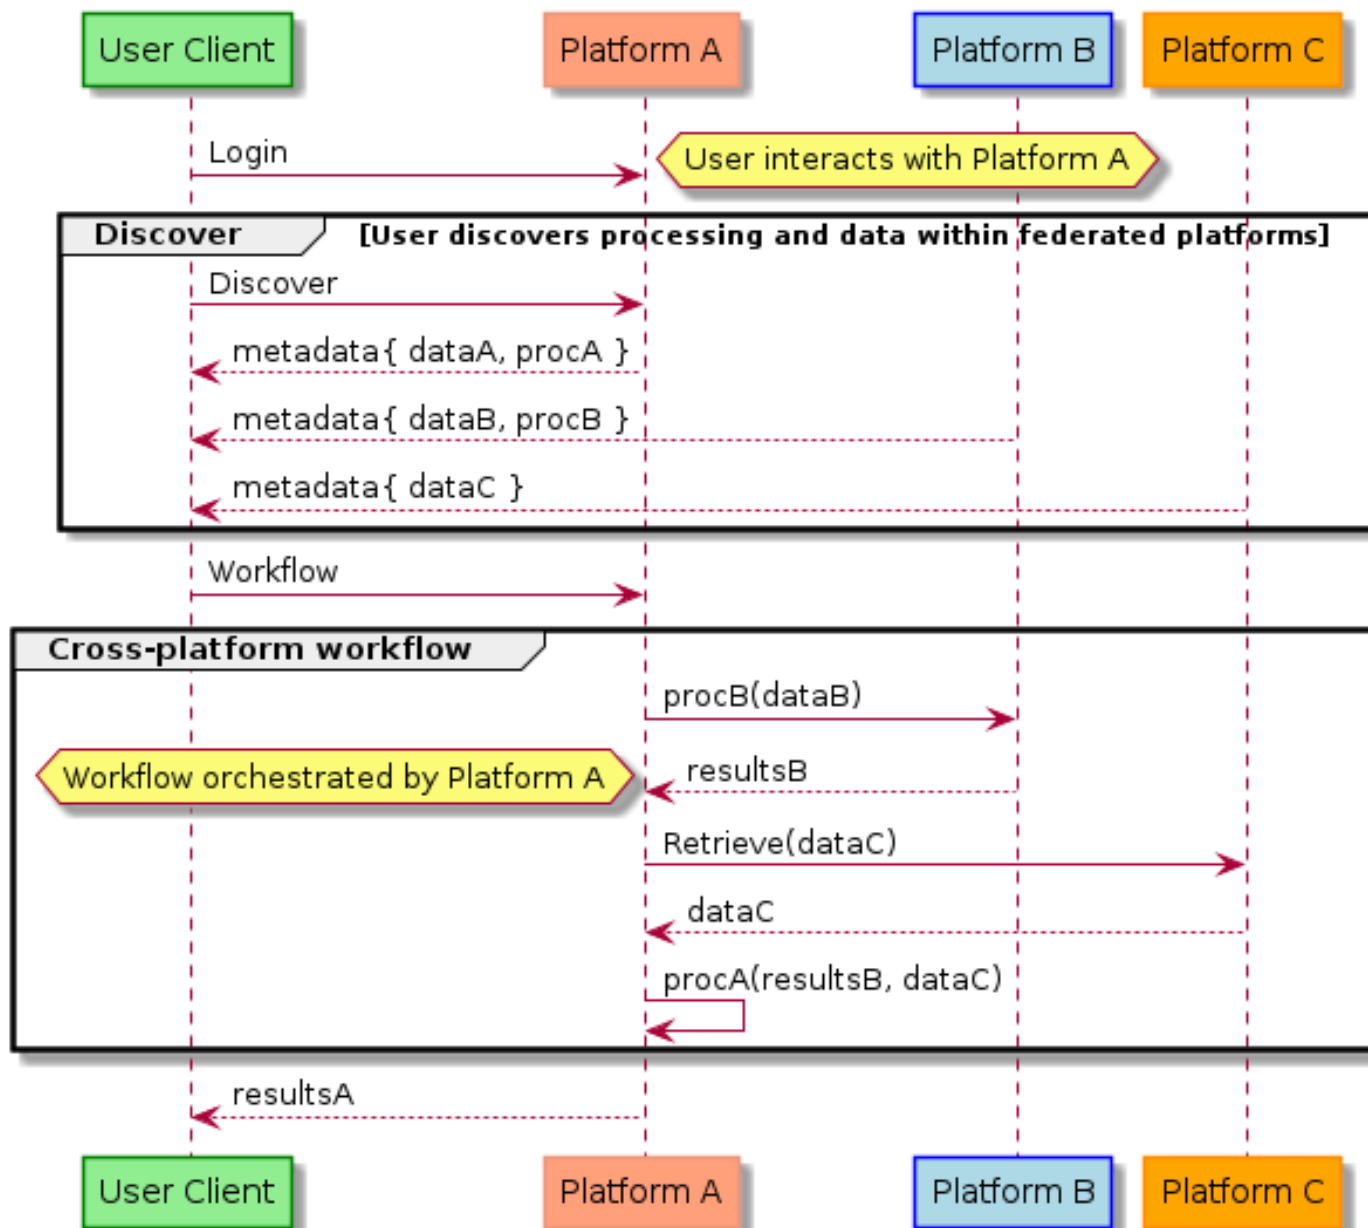 User Client
Platform A
Platform B
Platform C
Login
User interacts with Platform A
Discover
[User discovers processing and data within federated platforms]
Discover
metadata{ dataA, procA }
metadata{ dataB, procB }
metadata{ dataC }
Workflow
Cross-platform workflow
procB(dataB)
Workflow orchestrated by Platform A
resultsB
Retrieve(dataC)
dataC
procA(resultsB, dataC)
resultsA
User Client
Platform A
Platform B
Platform C